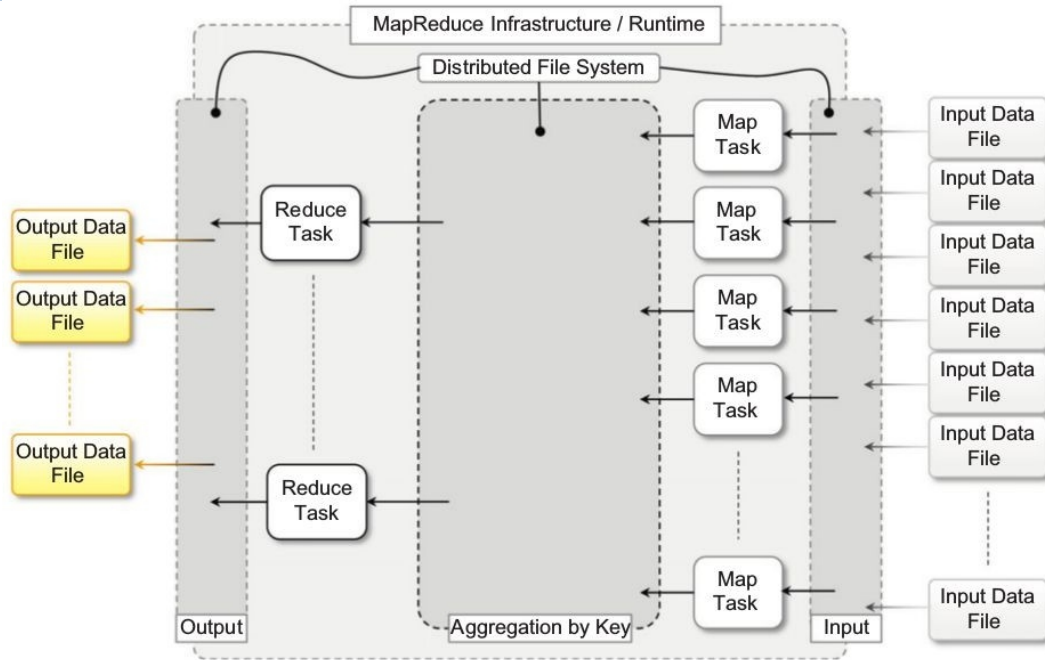 MapReduce Infrastructure / Runtime
Distributed File System
Output Data
File
Output Data
File
Output Data
File
Reduce
Task
Reduce
Task
Map
Task
Map
Task
Map
Task
Map
Task
Map
Task
Input Data
File
Input Data
File
Input Data
File
Input Data
File
Input Data
File
Input Data
File
Input Data
File
Output
Aggregation by Key
Input